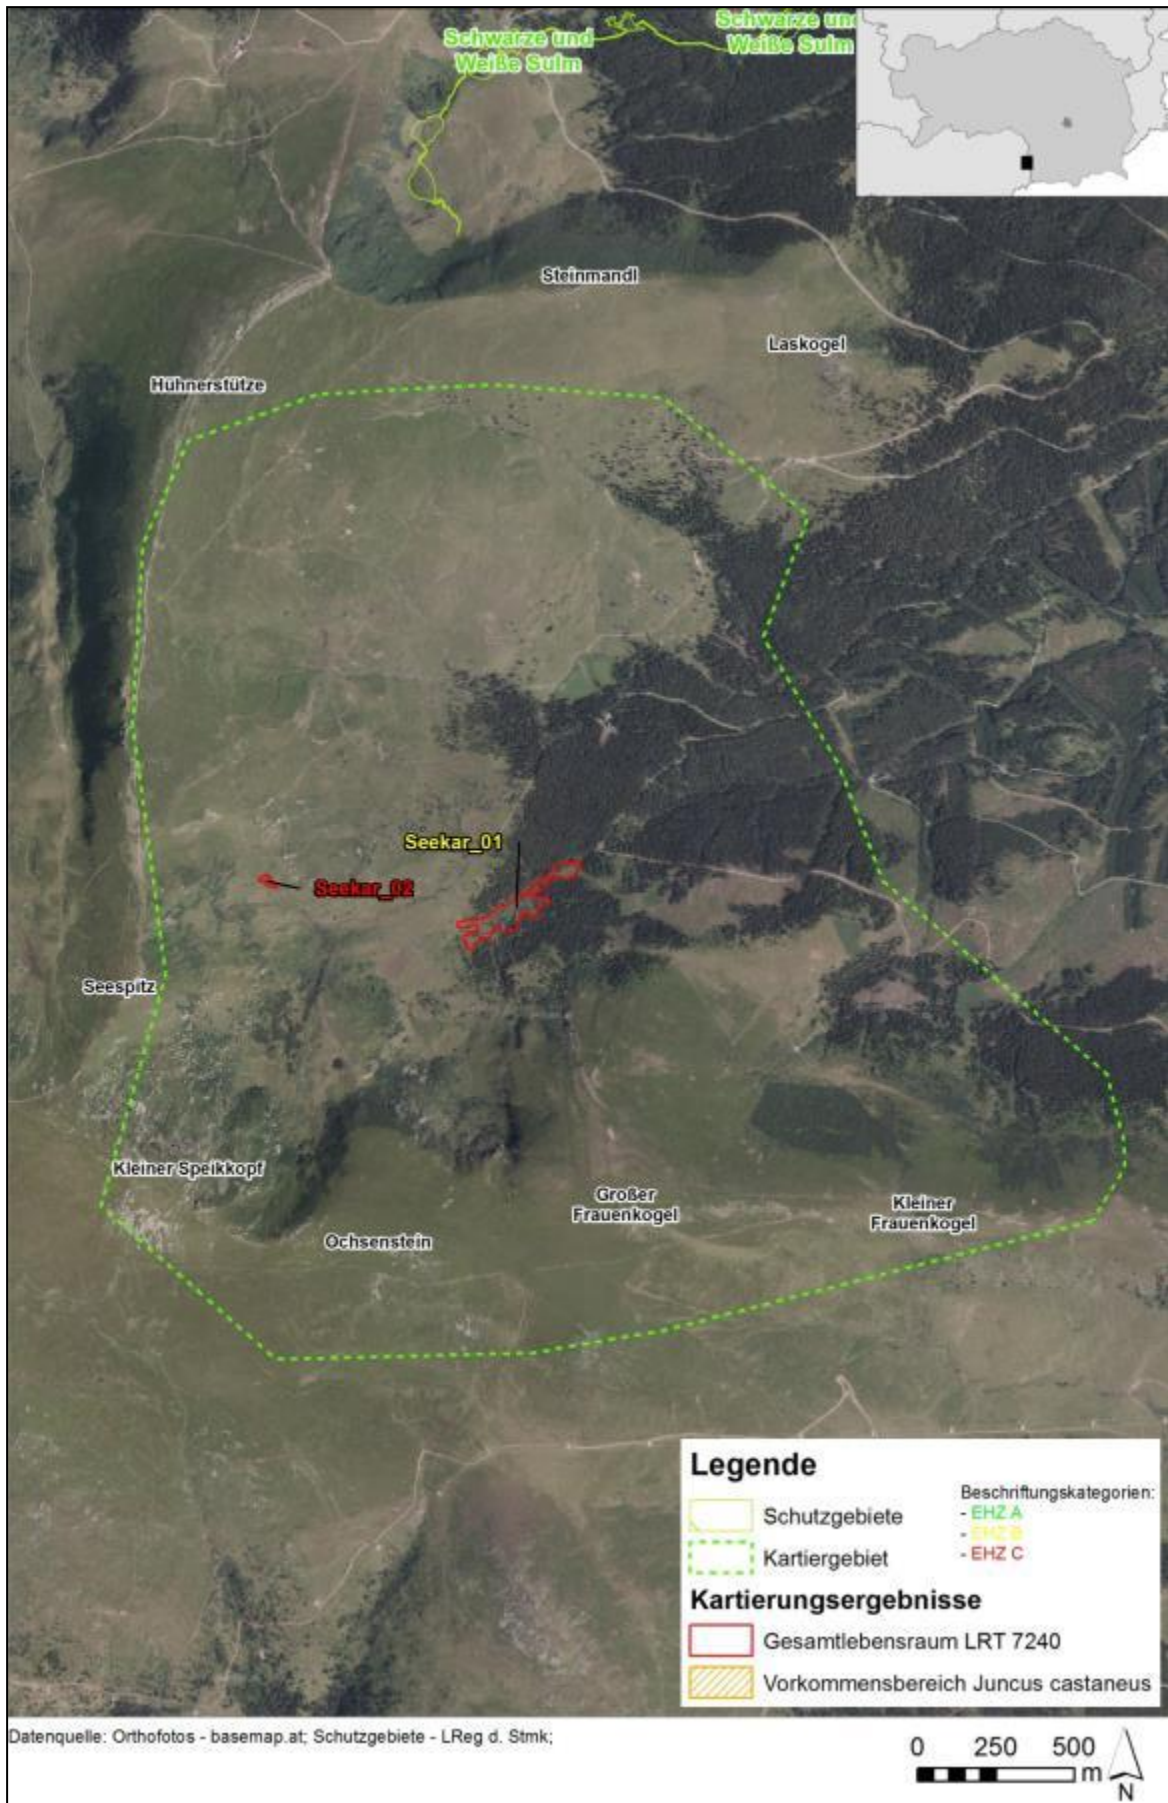 Schwarze und
Weiße Sulm
Schwarze und
Weiße Sulm
Steinmandl
Laskogel
Hühnerstütze
Seekar_01
Seekar_02
Seespitz
Kleiner Speikkopf
Großer
Frauenkogel
Kleiner
Frauenkogel
Ochsenstein
Legende
Schutzgebiete
Kartiergebiet
Beschriftungskategorien:
- EHZ A
- EHZ B
- EHZ C
Kartierungsergebnisse
Gesamtlebensraum LRT 7240
Vorkommensbereich Juncus castaneus
Datenquelle: Orthofotos - basemap.at; Schutzgebiete - LReg d. Stmk;
0 250 500
m
N